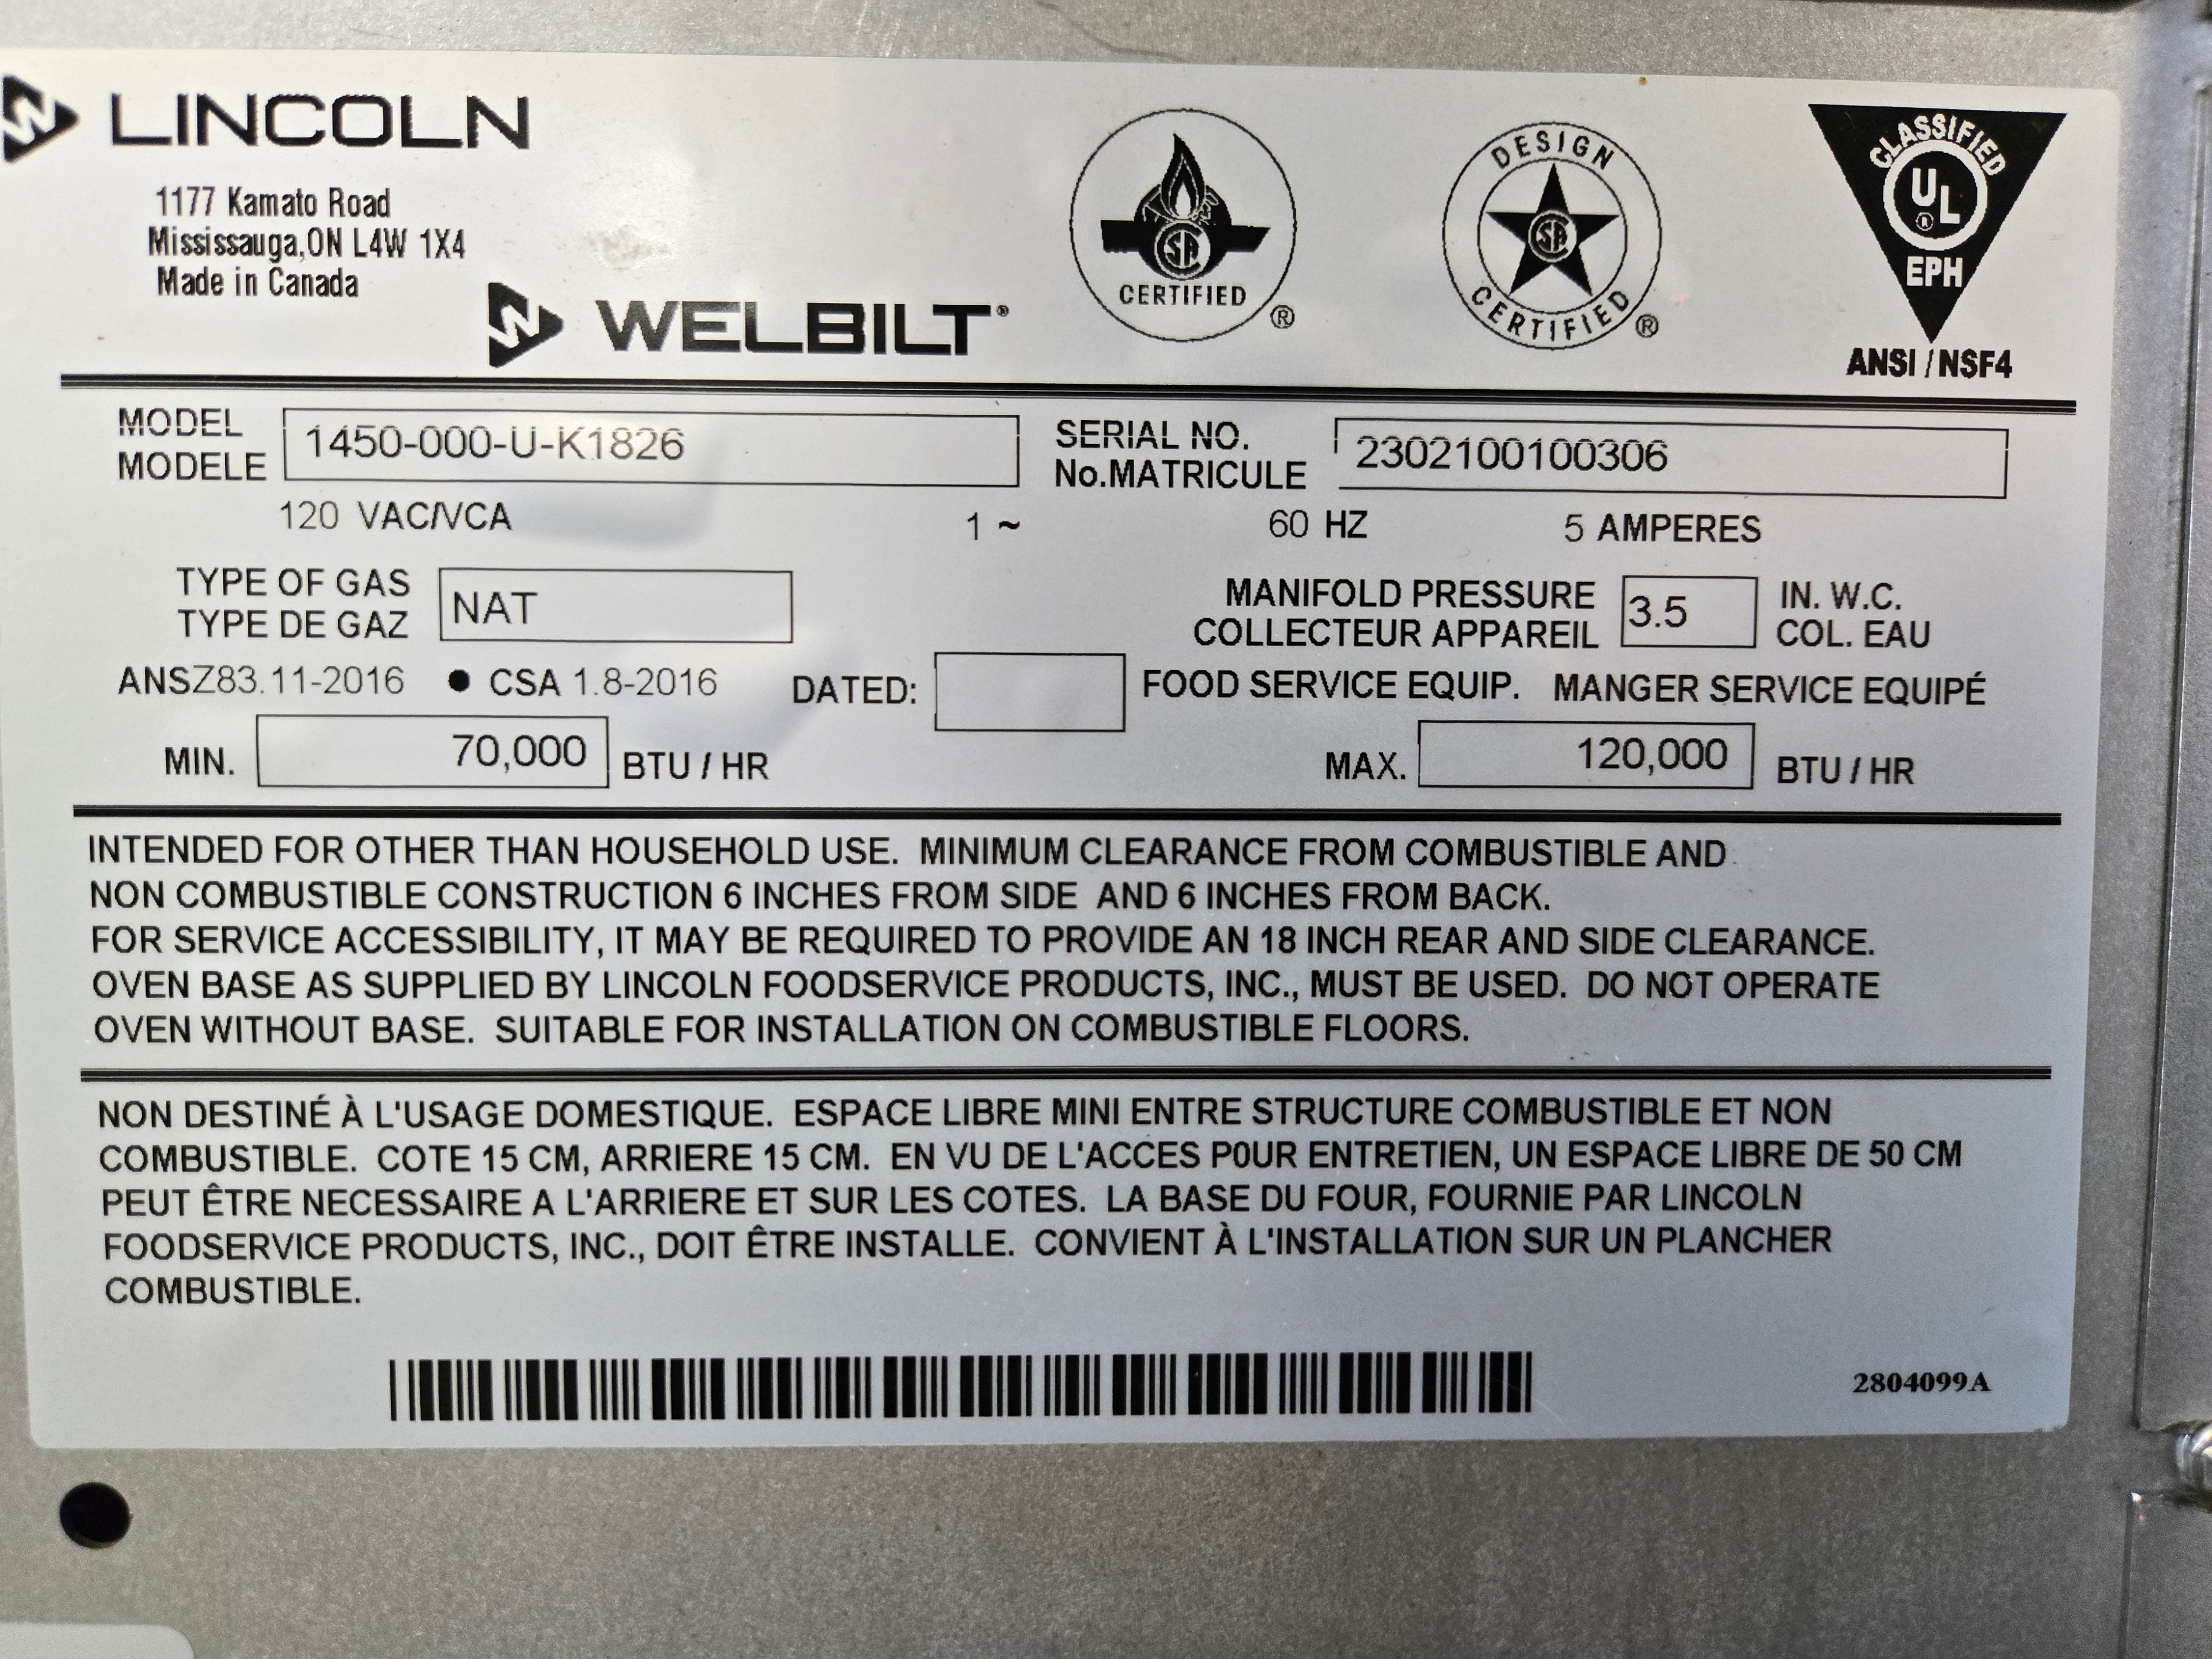 LINCOLN
1177 Kamato Road
Mississauga,ON L4W 1X4
Made in Canada
WELBILT®
SA
CERTIFIED ®
DESIGN
SA
CERTIFIED ®
CLASSIFIED
UL ®
EPH
ANSI / NSF4
MODEL
MODELE
1450-000-U-K1826
SERIAL NO.
No.MATRICULE
2302100100306
120 VAC/VCA 1 ~ 60 HZ 5 AMPERES
TYPE OF GAS
TYPE DE GAZ
NAT
MANIFOLD PRESSURE
COLLECTEUR APPAREIL
3.5
IN. W.C.
COL. EAU
ANSZ83.11-2016 ● CSA 1.8-2016 DATED: FOOD SERVICE EQUIP. MANGER SERVICE EQUIPÉ
MIN. 70,000 BTU / HR MAX. 120,000 BTU / HR
INTENDED FOR OTHER THAN HOUSEHOLD USE. MINIMUM CLEARANCE FROM COMBUSTIBLE AND
NON COMBUSTIBLE CONSTRUCTION 6 INCHES FROM SIDE AND 6 INCHES FROM BACK.
FOR SERVICE ACCESSIBILITY, IT MAY BE REQUIRED TO PROVIDE AN 18 INCH REAR AND SIDE CLEARANCE.
OVEN BASE AS SUPPLIED BY LINCOLN FOODSERVICE PRODUCTS, INC., MUST BE USED. DO NOT OPERATE
OVEN WITHOUT BASE. SUITABLE FOR INSTALLATION ON COMBUSTIBLE FLOORS.
NON DESTINÉ À L'USAGE DOMESTIQUE. ESPACE LIBRE MINI ENTRE STRUCTURE COMBUSTIBLE ET NON
COMBUSTIBLE. COTE 15 CM, ARRIERE 15 CM. EN VU DE L'ACCES POUR ENTRETIEN, UN ESPACE LIBRE DE 50 CM
PEUT ÊTRE NECESSAIRE A L'ARRIERE ET SUR LES COTES. LA BASE DU FOUR, FOURNIE PAR LINCOLN
FOODSERVICE PRODUCTS, INC., DOIT ÊTRE INSTALLE. CONVIENT À L'INSTALLATION SUR UN PLANCHER
COMBUSTIBLE.
2804099A